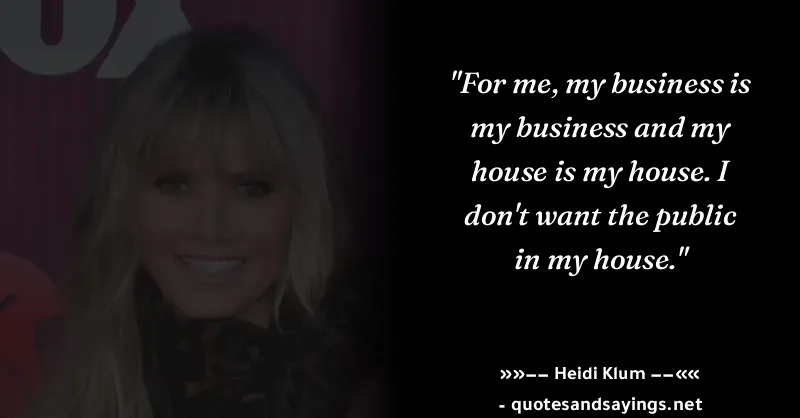 OX
"For me, my business is
my business and my
house is my house. I
don't want the public
in my house."
»»−− Heidi Klum −−««
- quotesandsayings.net